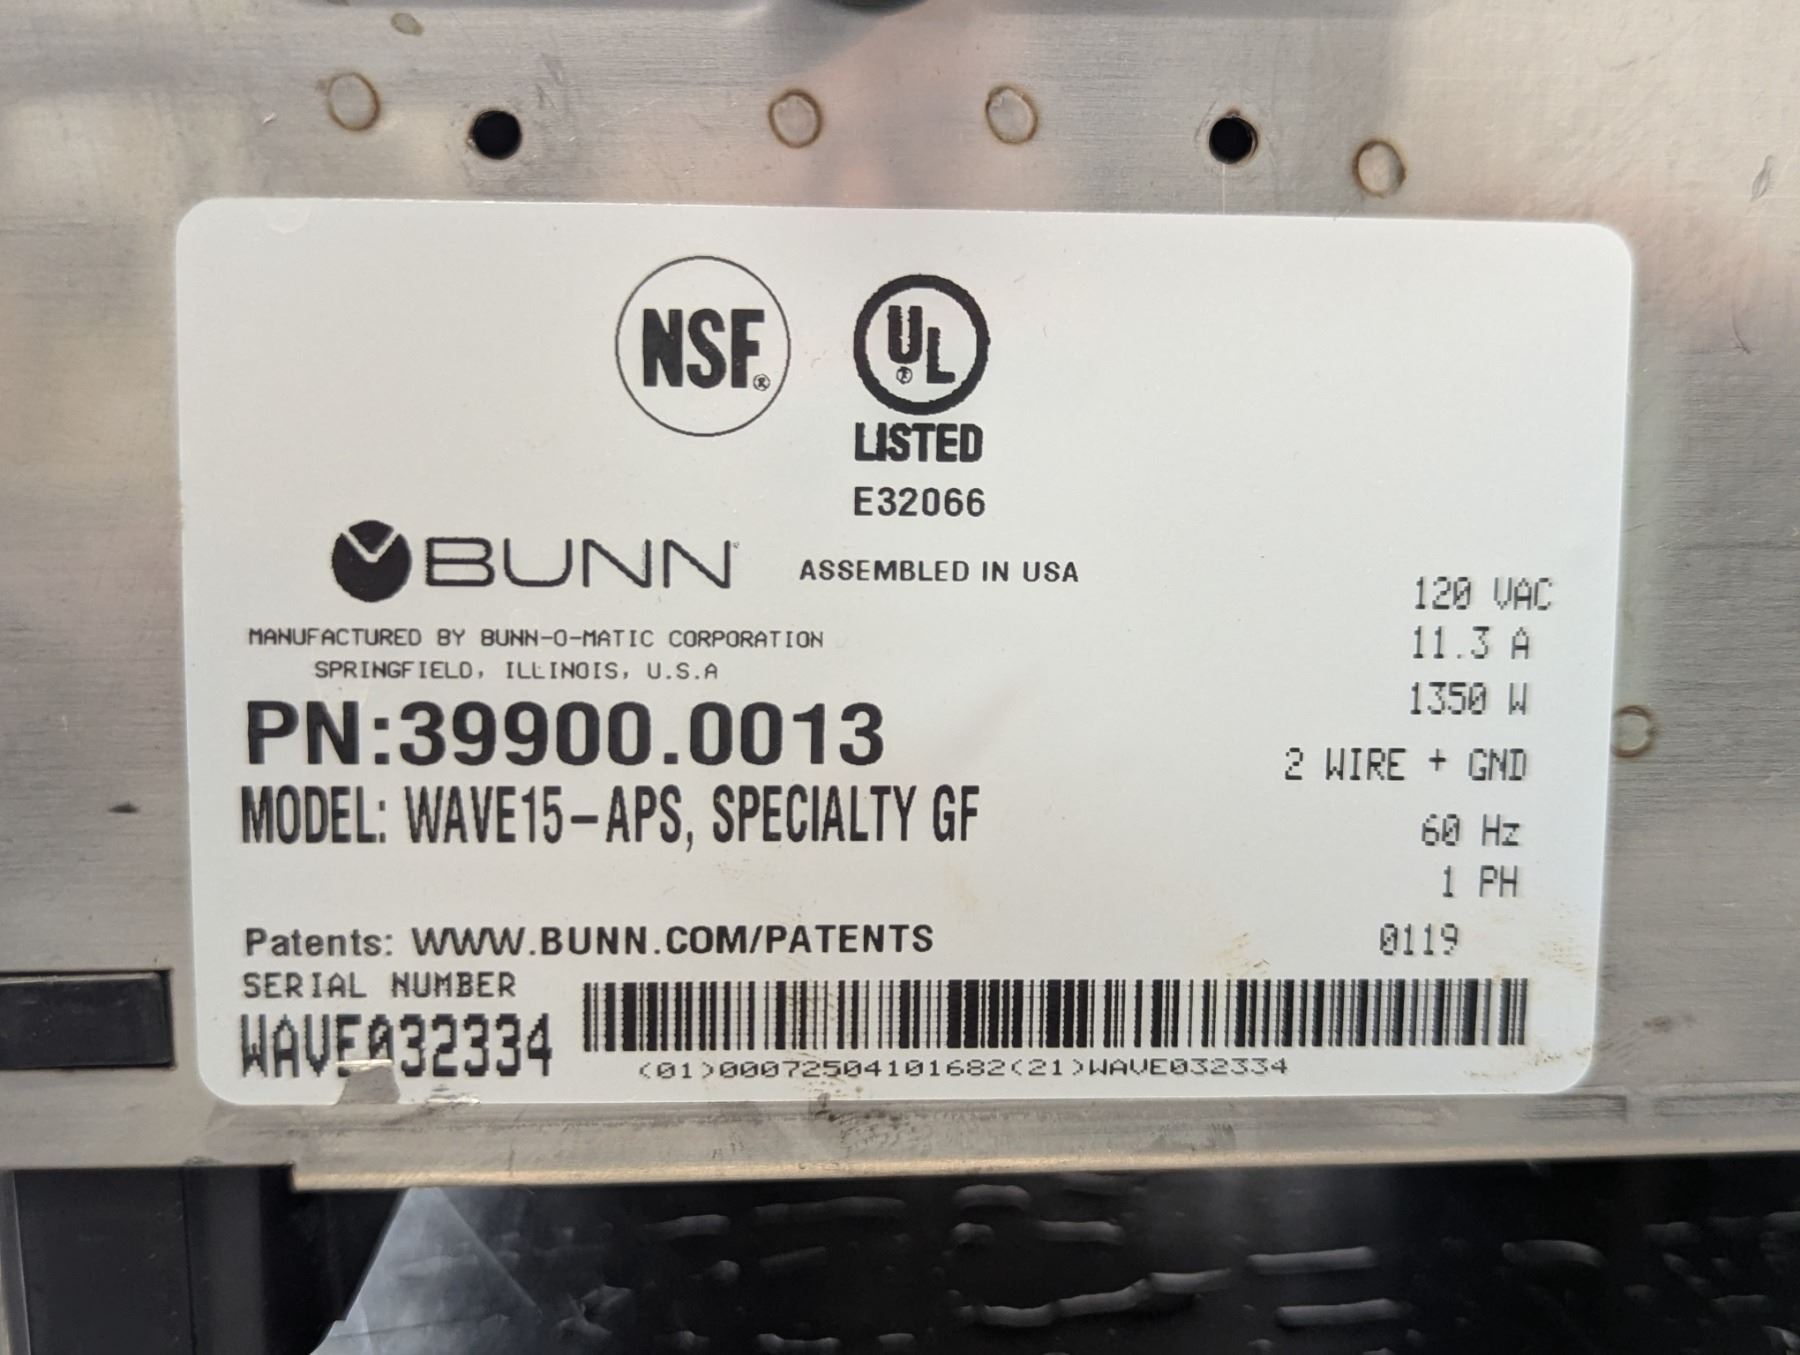 NSF®
UL®
LISTED
E32066
BUNN®
ASSEMBLED IN USA
MANUFACTURED BY BUNN-O-MATIC CORPORATION
SPRINGFIELD, ILLINOIS, U.S.A
PN:39900.0013
MODEL: WAVE15-APS, SPECIALTY GF
120 VAC
11.3 A
1350 W
2 WIRE + GND
60 Hz
1 PH
Patents: WWW.BUNN.COM/PATENTS
0119
SERIAL NUMBER
WAVE032334
(01)00072504101682(21)WAVE032334